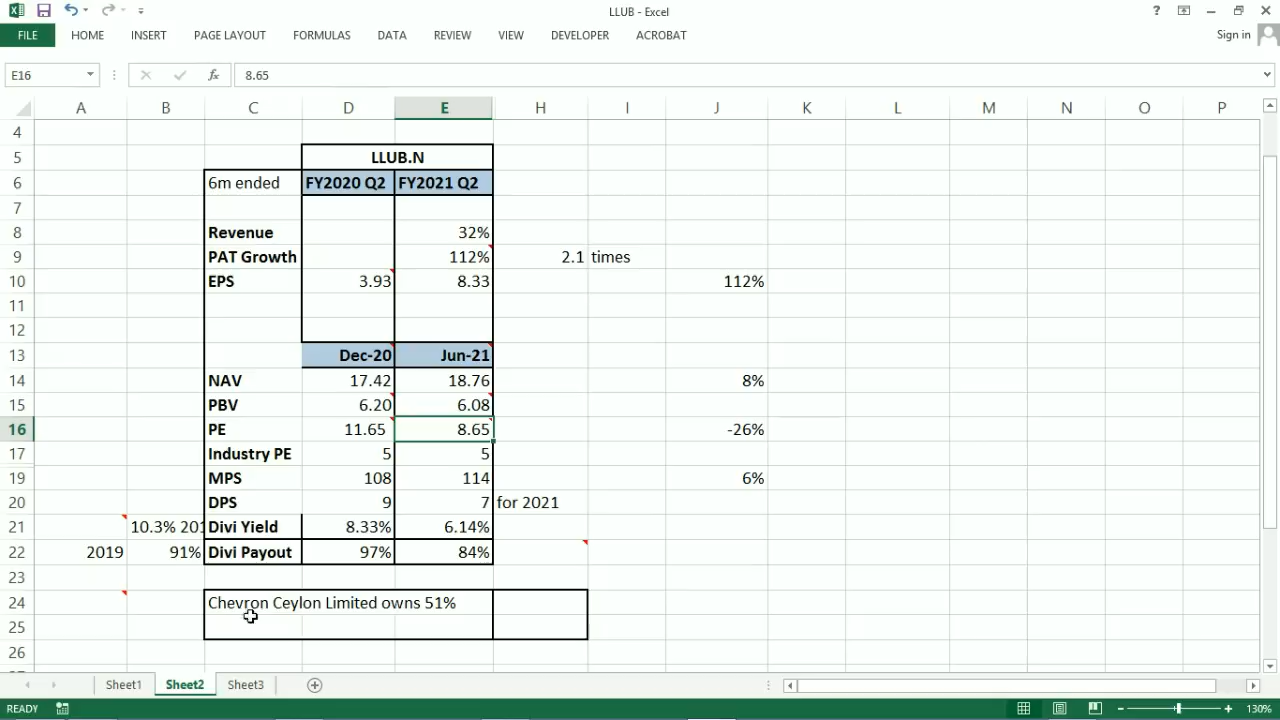 LLUB - Excel
?
FILE HOME INSERT PAGE LAYOUT FORMULAS DATA REVIEW VIEW DEVELOPER ACROBAT Sign in
E16 fx 8.65
A B C D E H I J K L M N O P
4
5 LLUB.N
6 6m ended FY2020 Q2 FY2021 Q2
7
8 Revenue 32%
9 PAT Growth 112% 2.1 times
10 EPS 3.93 8.33 112%
11
12
13 Dec-20 Jun-21
14 NAV 17.42 18.76 8%
15 PBV 6.20 6.08
16 PE 11.65 8.65 -26%
17 Industry PE 5 5
19 MPS 108 114 6%
20 DPS 9 7 for 2021
21 10.3% Divi Yield 8.33% 6.14%
22 2019 91% Divi Payout 97% 84%
23
24 Chevron Ceylon Limited owns 51%
25
26
Sheet1 Sheet2 Sheet3
READY 130%